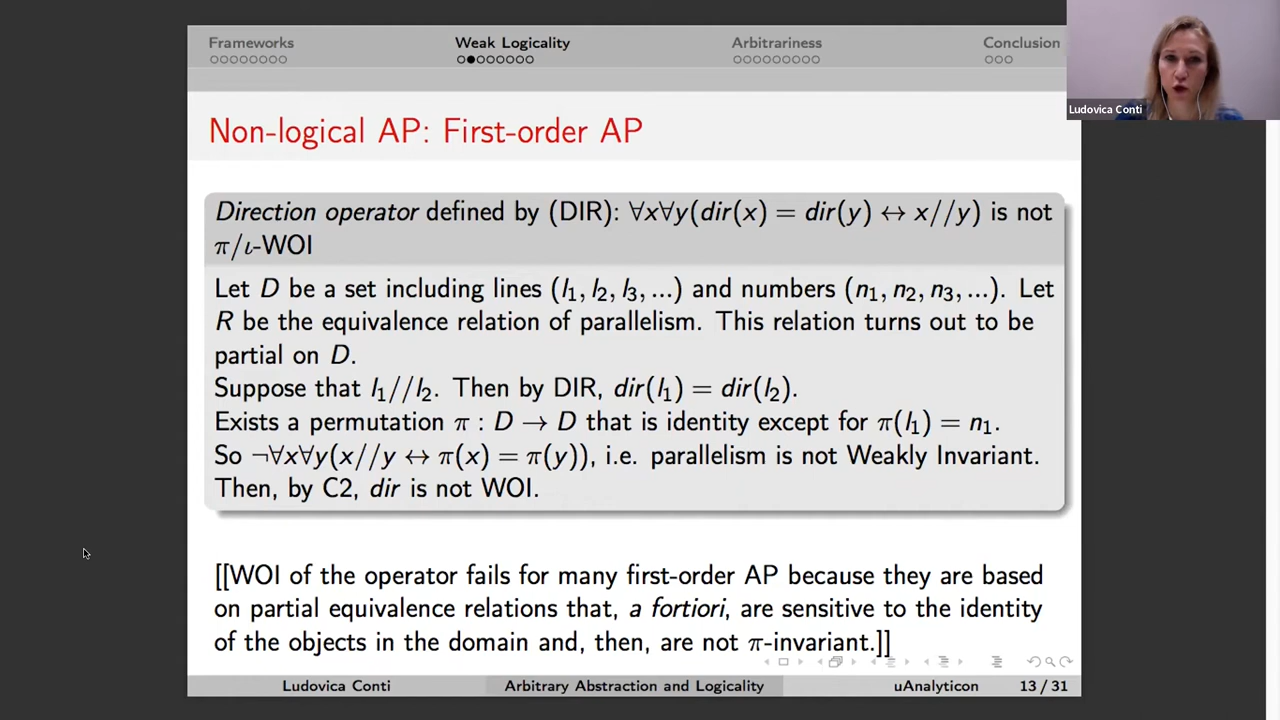 Frameworks Weak Logicality Arbitrariness Conclusion
Ludovica Conti
Non-logical AP: First-order AP
Direction operator defined by (DIR): ∀x∀y(dir(x) = dir(y) ↔ x//y) is not
π/ι-WOI
Let D be a set including lines (l₁, l₂, l₃, ...) and numbers (n₁, n₂, n₃, ...). Let
R be the equivalence relation of parallelism. This relation turns out to be
partial on D.
Suppose that l₁//l₂. Then by DIR, dir(l₁) = dir(l₂).
Exists a permutation π : D → D that is identity except for π(l₁) = n₁.
So ¬∀x∀y(x//y ↔ π(x) = π(y)), i.e. parallelism is not Weakly Invariant.
Then, by C2, dir is not WOI.
[[WOI of the operator fails for many first-order AP because they are based
on partial equivalence relations that, a fortiori, are sensitive to the identity
of the objects in the domain and, then, are not π-invariant.]]
Ludovica Conti Arbitrary Abstraction and Logicality uAnalyticon 13 / 31